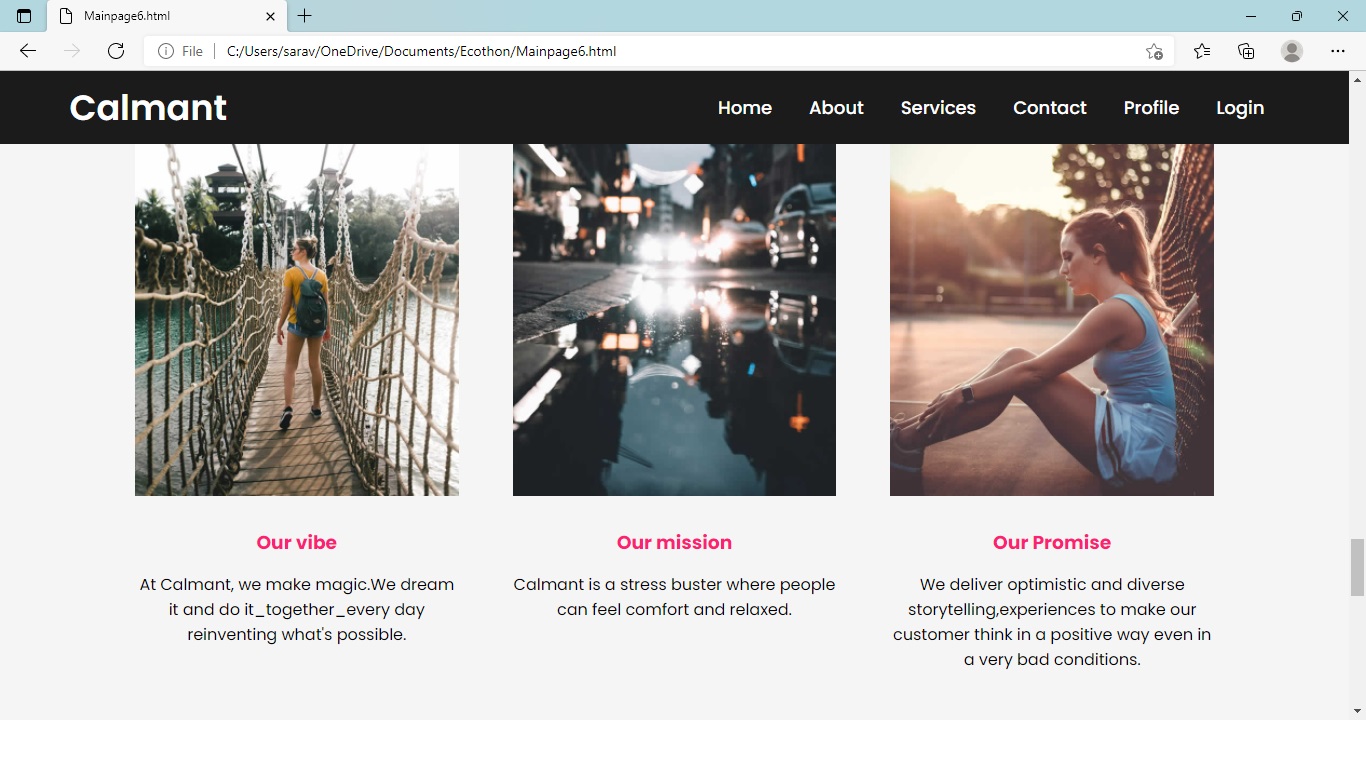 Mainpage6.html
File
C:/Users/sarav/OneDrive/Documents/Ecothon/Mainpage6.html
Calmant
Home About Services Contact Profile Login
Our vibe
At Calmant, we make magic.We dream
it and do it_together_every day
reinventing what's possible.
Our mission
Calmant is a stress buster where people
can feel comfort and relaxed.
Our Promise
We deliver optimistic and diverse
storytelling,experiences to make our
customer think in a positive way even in
a very bad conditions.